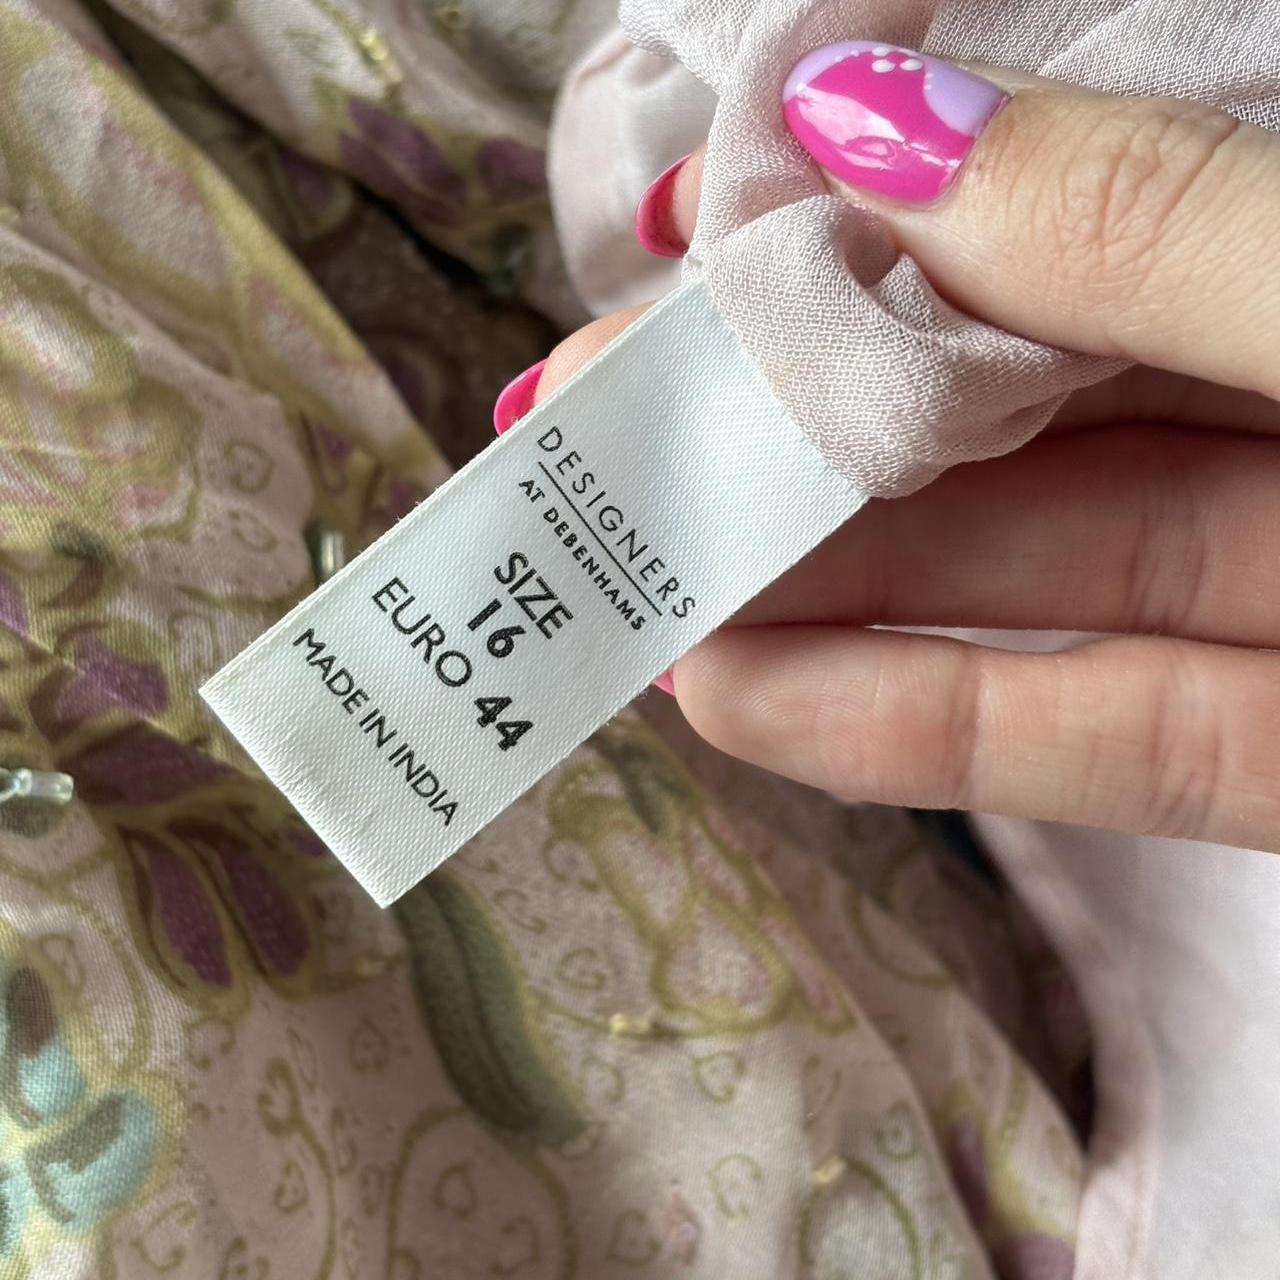 DESIGNERS
AT DEBENHAMS
SIZE
16
EURO 44
MADE IN INDIA